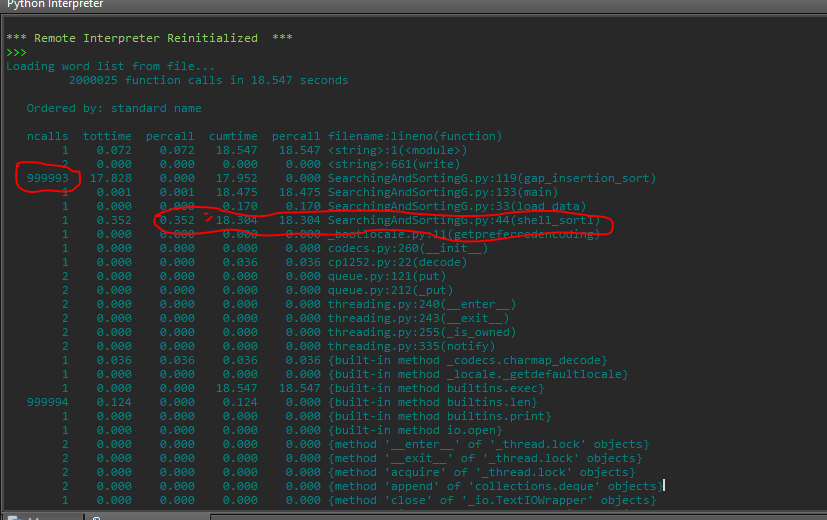 Python Interpreter
*** Remote Interpreter Reinitialized ***
>>>
Loading word list from file...
2000025 function calls in 18.547 seconds
Ordered by: standard name
ncalls tottime percall cumtime percall filename:lineno(function)
1 0.072 0.072 18.547 18.547 <string>:1(<module>)
2 0.000 0.000 0.000 0.000 <string>:661(write)
999993 17.828 0.000 17.952 0.000 SearchingAndSortingG.py:119(gap_insertion_sort)
1 0.001 0.001 18.475 18.475 SearchingAndSortingG.py:133(main)
1 0.000 0.000 0.170 0.170 SearchingAndSortingG.py:33(load_data)
1 0.352 0.352 18.304 18.304 SearchingAndSortingG.py:44(shell_sort1)
1 0.000 0.000 0.000 0.000 _bootlocale.py:11(getpreferredencoding)
1 0.000 0.000 0.000 0.000 codecs.py:260(__init__)
1 0.000 0.000 0.036 0.036 cp1252.py:22(decode)
2 0.000 0.000 0.000 0.000 queue.py:121(put)
2 0.000 0.000 0.000 0.000 queue.py:212(_put)
2 0.000 0.000 0.000 0.000 threading.py:240(__enter__)
2 0.000 0.000 0.000 0.000 threading.py:243(__exit__)
2 0.000 0.000 0.000 0.000 threading.py:255(_is_owned)
2 0.000 0.000 0.000 0.000 threading.py:335(notify)
1 0.036 0.036 0.036 0.036 {built-in method _codecs.charmap_decode}
1 0.000 0.000 0.000 0.000 {built-in method _locale._getdefaultlocale}
1 0.000 0.000 18.547 18.547 {built-in method builtins.exec}
999994 0.124 0.000 0.124 0.000 {built-in method builtins.len}
1 0.000 0.000 0.000 0.000 {built-in method builtins.print}
1 0.000 0.000 0.000 0.000 {built-in method io.open}
2 0.000 0.000 0.000 0.000 {method '__enter__' of '_thread.lock' objects}
2 0.000 0.000 0.000 0.000 {method '__exit__' of '_thread.lock' objects}
2 0.000 0.000 0.000 0.000 {method 'acquire' of '_thread.lock' objects}
2 0.000 0.000 0.000 0.000 {method 'append' of 'collections.deque' objects}
1 0.000 0.000 0.000 0.000 {method 'close' of '_io.TextIOWrapper' objects}